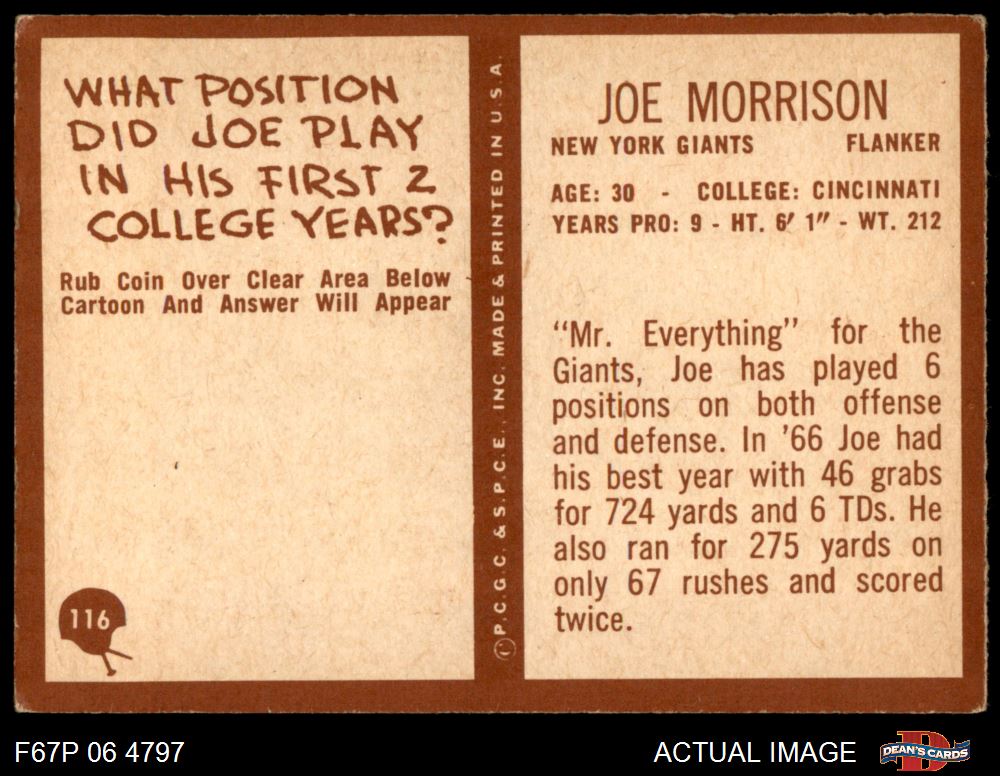 WHAT POSITION
DID JOE PLAY
IN HIS FIRST 2
COLLEGE YEARS?
Rub Coin Over Clear Area Below
Cartoon And Answer Will Appear
116
© P.C.G.C. & S.P.C.E., INC. MADE & PRINTED IN U.S.A.
JOE MORRISON
NEW YORK GIANTS FLANKER
AGE: 30 - COLLEGE: CINCINNATI
YEARS PRO: 9 - HT. 6′ 1″ - WT. 212
“Mr. Everything” for the
Giants, Joe has played 6
positions on both offense
and defense. In ’66 Joe had
his best year with 46 grabs
for 724 yards and 6 TDs. He
also ran for 275 yards on
only 67 rushes and scored
twice.
F67P 06 4797
ACTUAL IMAGE
D
DEAN'S CARDS